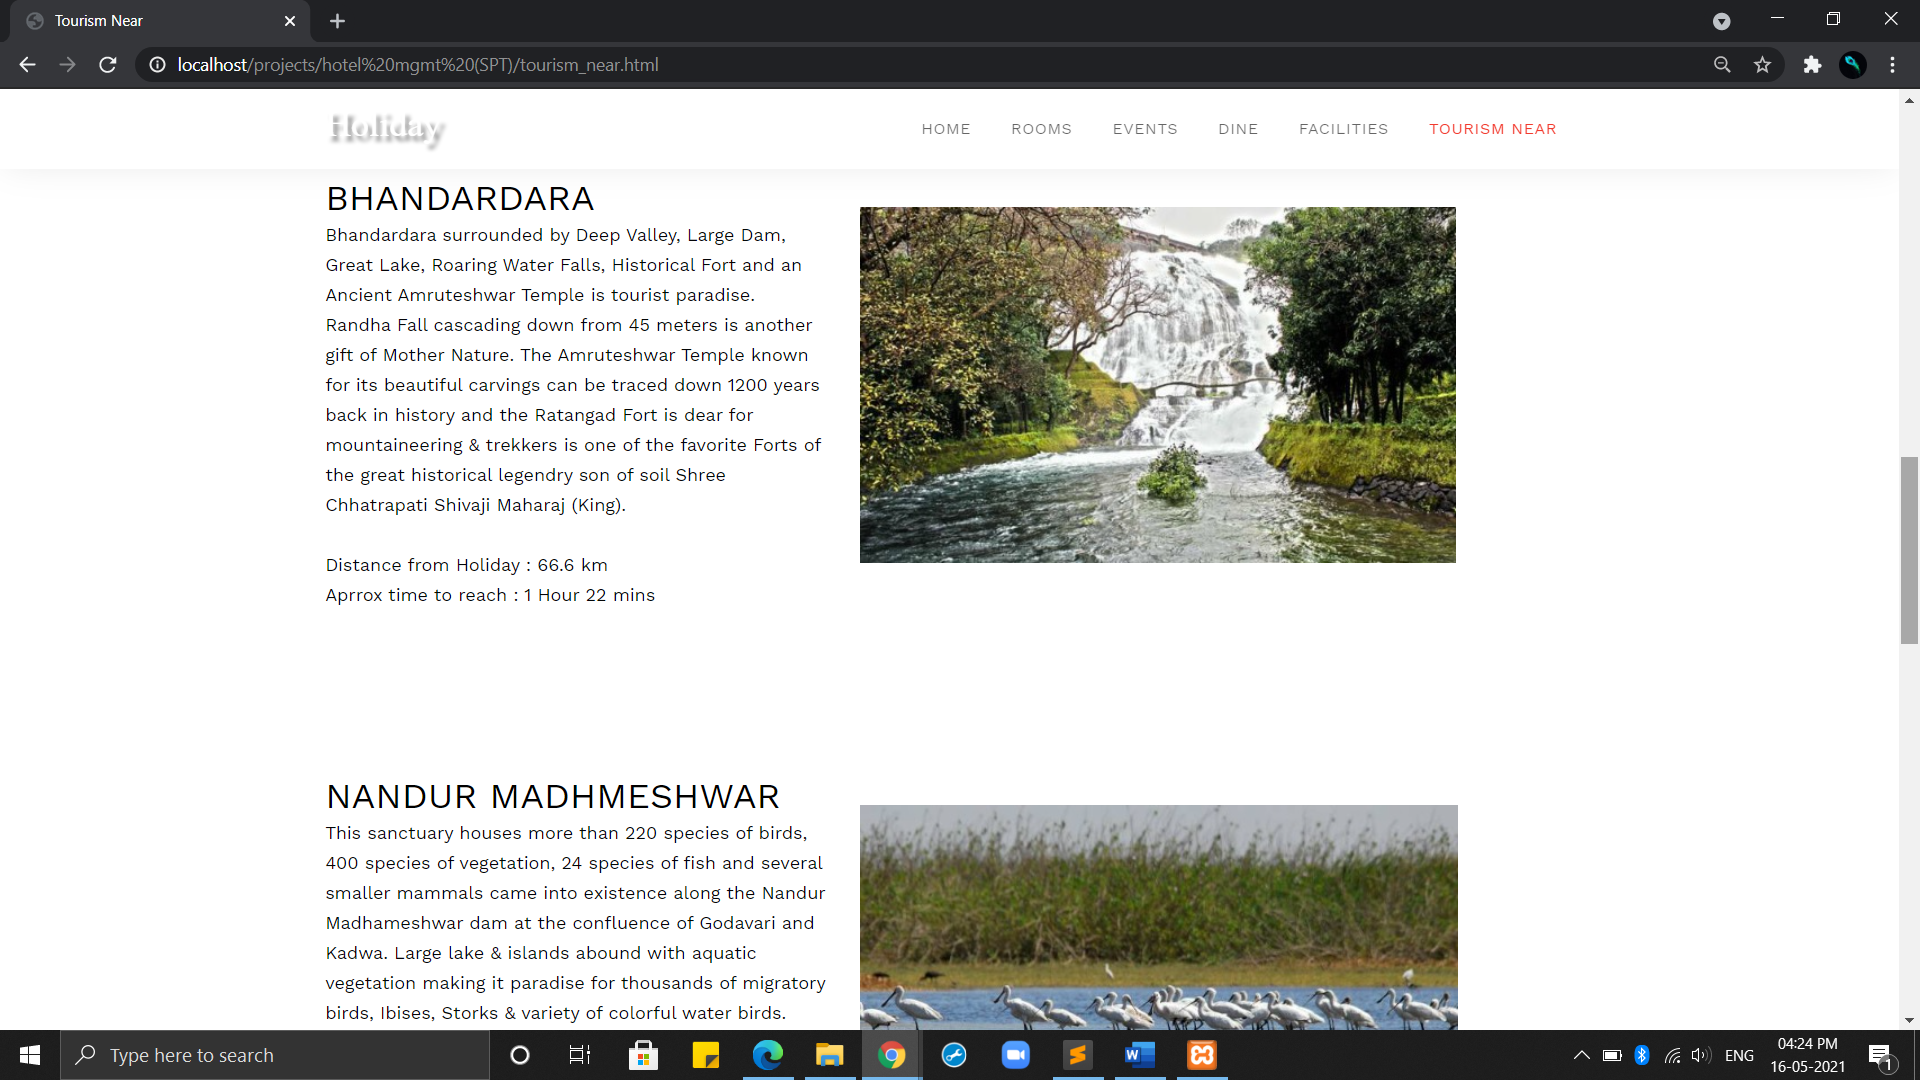 Tourism Near
localhost/projects/hotel%20mgmt%20(SPT)/tourism_near.html
Holiday
HOME ROOMS EVENTS DINE FACILITIES TOURISM NEAR
BHANDARDARA
Bhandardara surrounded by Deep Valley, Large Dam,
Great Lake, Roaring Water Falls, Historical Fort and an
Ancient Amruteshwar Temple is tourist paradise.
Randha Fall cascading down from 45 meters is another
gift of Mother Nature. The Amruteshwar Temple known
for its beautiful carvings can be traced down 1200 years
back in history and the Ratangad Fort is dear for
mountaineering & trekkers is one of the favorite Forts of
the great historical legendry son of soil Shree
Chhatrapati Shivaji Maharaj (King).
Distance from Holiday : 66.6 km
Aprrox time to reach : 1 Hour 22 mins
NANDUR MADHMESHWAR
This sanctuary houses more than 220 species of birds,
400 species of vegetation, 24 species of fish and several
smaller mammals came into existence along the Nandur
Madhameshwar dam at the confluence of Godavari and
Kadwa. Large lake & islands abound with aquatic
vegetation making it paradise for thousands of migratory
birds, Ibises, Storks & variety of colorful water birds.
Type here to search
W
ENG
04:24 PM
16-05-2021
1